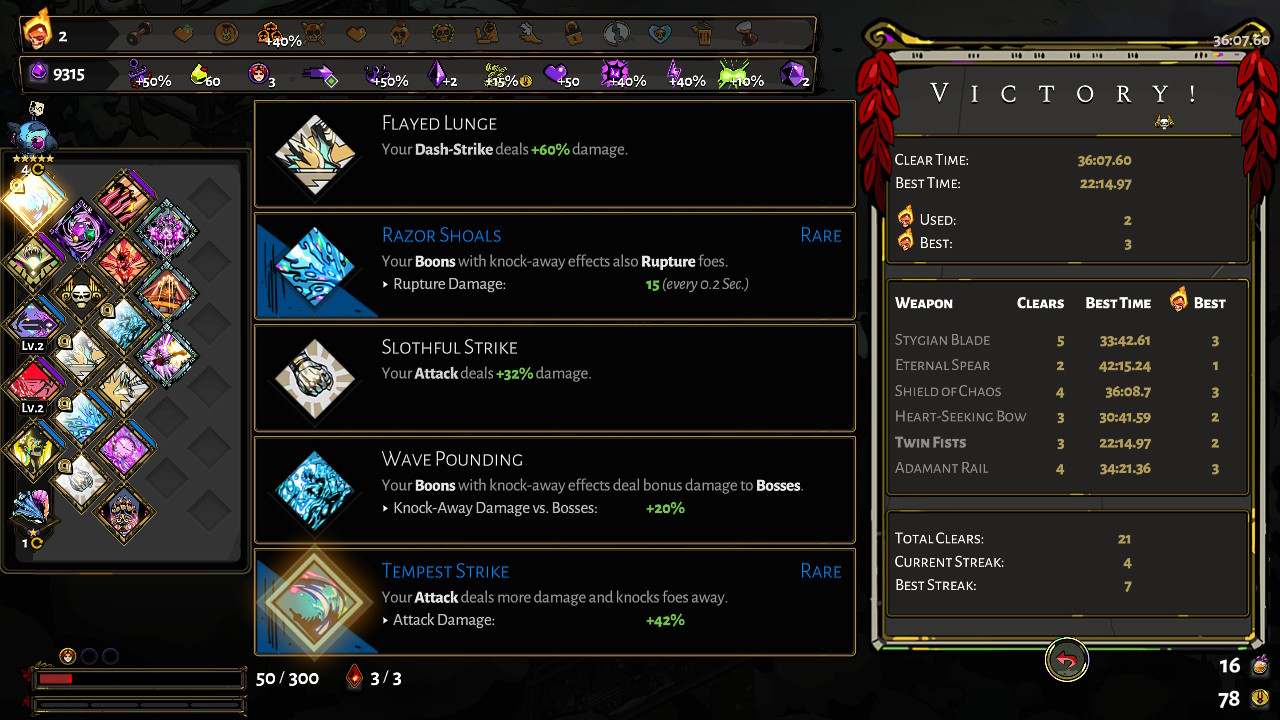 2
+40%
9315
+50%
60
3
+50%
+2
+15%
+50
+40%
+40%
+10%
2
4
Lv.2
Lv.2
1
FLAYED LUNGE
Your Dash-Strike deals +60% damage.
RAZOR SHOALS
RARE
Your Boons with knock-away effects also Rupture foes.
‣ Rupture Damage: 15 (every 0.2 Sec.)
SLOTHFUL STRIKE
Your Attack deals +32% damage.
WAVE POUNDING
Your Boons with knock-away effects deal bonus damage to Bosses.
‣ Knock-Away Damage vs. Bosses: +20%
TEMPEST STRIKE
RARE
Your Attack deals more damage and knocks foes away.
‣ Attack Damage: +42%
50 / 300
3 / 3
36:07.60
VICTORY!
CLEAR TIME: 36:07.60
BEST TIME: 22:14.97
USED: 2
BEST: 3
WEAPON CLEARS BEST TIME BEST
STYGIAN BLADE 5 33:42.61 3
ETERNAL SPEAR 2 42:15.24 1
SHIELD OF CHAOS 4 36:08.7 3
HEART-SEEKING BOW 3 30:41.59 2
TWIN FISTS 3 22:14.97 2
ADAMANT RAIL 4 34:21.36 3
TOTAL CLEARS: 21
CURRENT STREAK: 4
BEST STREAK: 7
16
78